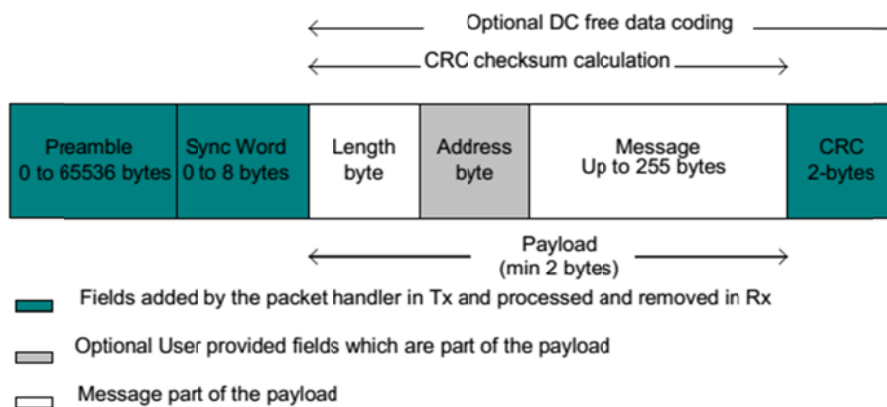 Optional DC free data coding
CRC checksum calculation
Preamble
0 to 65536 bytes
Sync Word
0 to 8 bytes
Length
byte
Address
byte
Message
Up to 255 bytes
CRC
2-bytes
Payload
(min 2 bytes)
Fields added by the packet handler in Tx and processed and removed in Rx
Optional User provided fields which are part of the payload
Message part of the payload